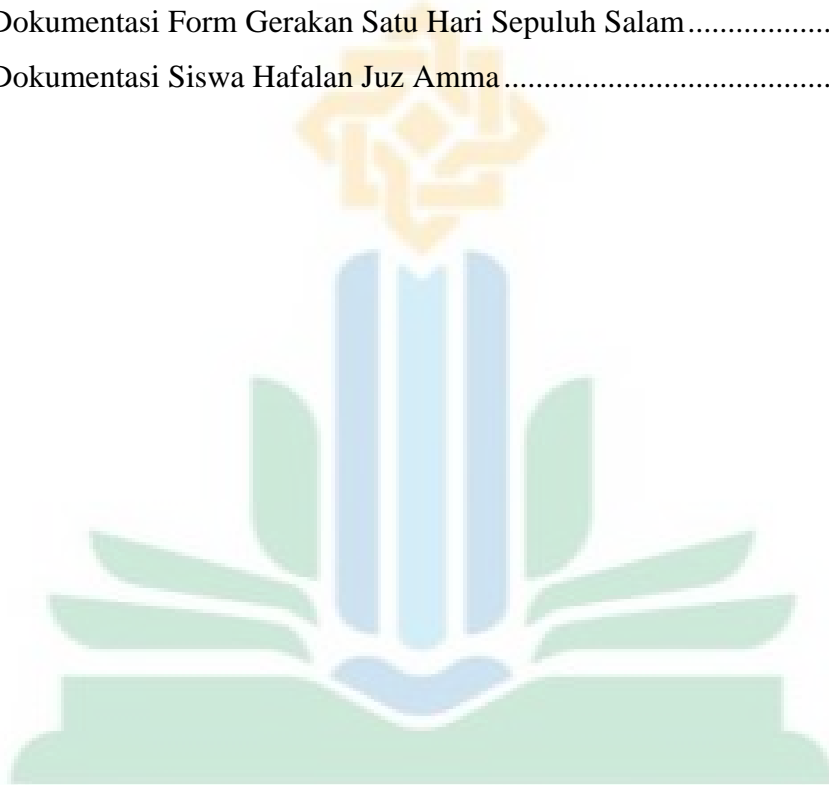 Dokumentasi Form Gerakan Satu Hari Sepuluh Salam..................
Dokumentasi Siswa Hafalan Juz Amma.........................................